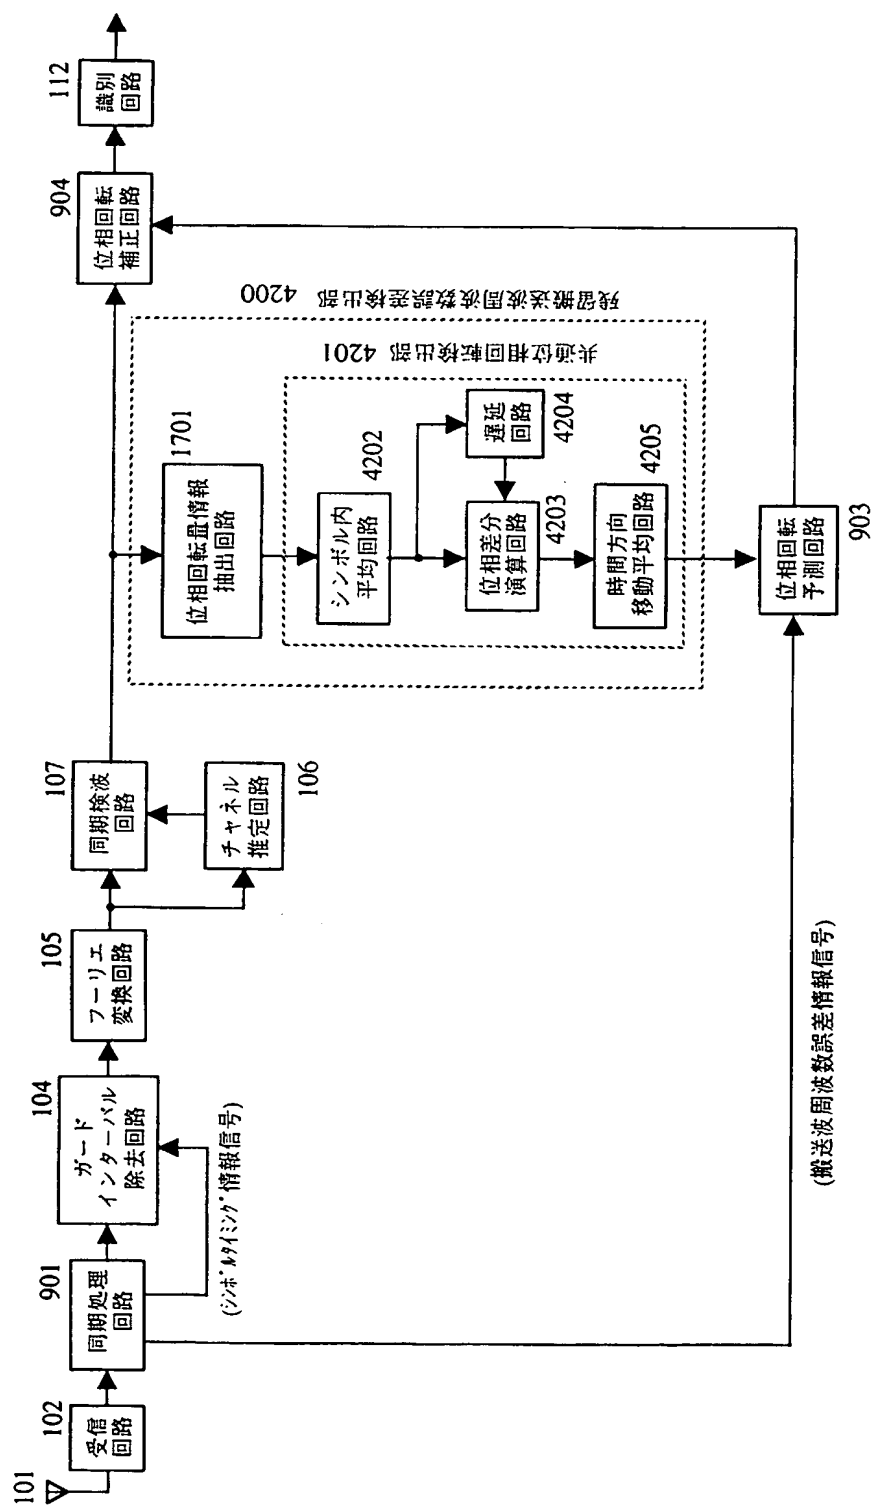 101
102
受信
回路
901
同期処理
回路
(シンボルタイミング情報信号)
104
ガード
インターバル
除去回路
105
フーリエ
変換回路
107
同期検波
回路
106
チャネル
推定回路
1701
位相回転量情報
抽出回路
4202
シンボル内
平均回路
4204
遅延
回路
4203
位相差分
演算回路
4205
時間方向
移動平均回路
共通位相回転検出部 4201
残留搬送波周波数誤差検出部 4200
904
位相回転
補正回路
112
識別
回路
903
位相回転
予測回路
(搬送波周波数誤差情報信号)